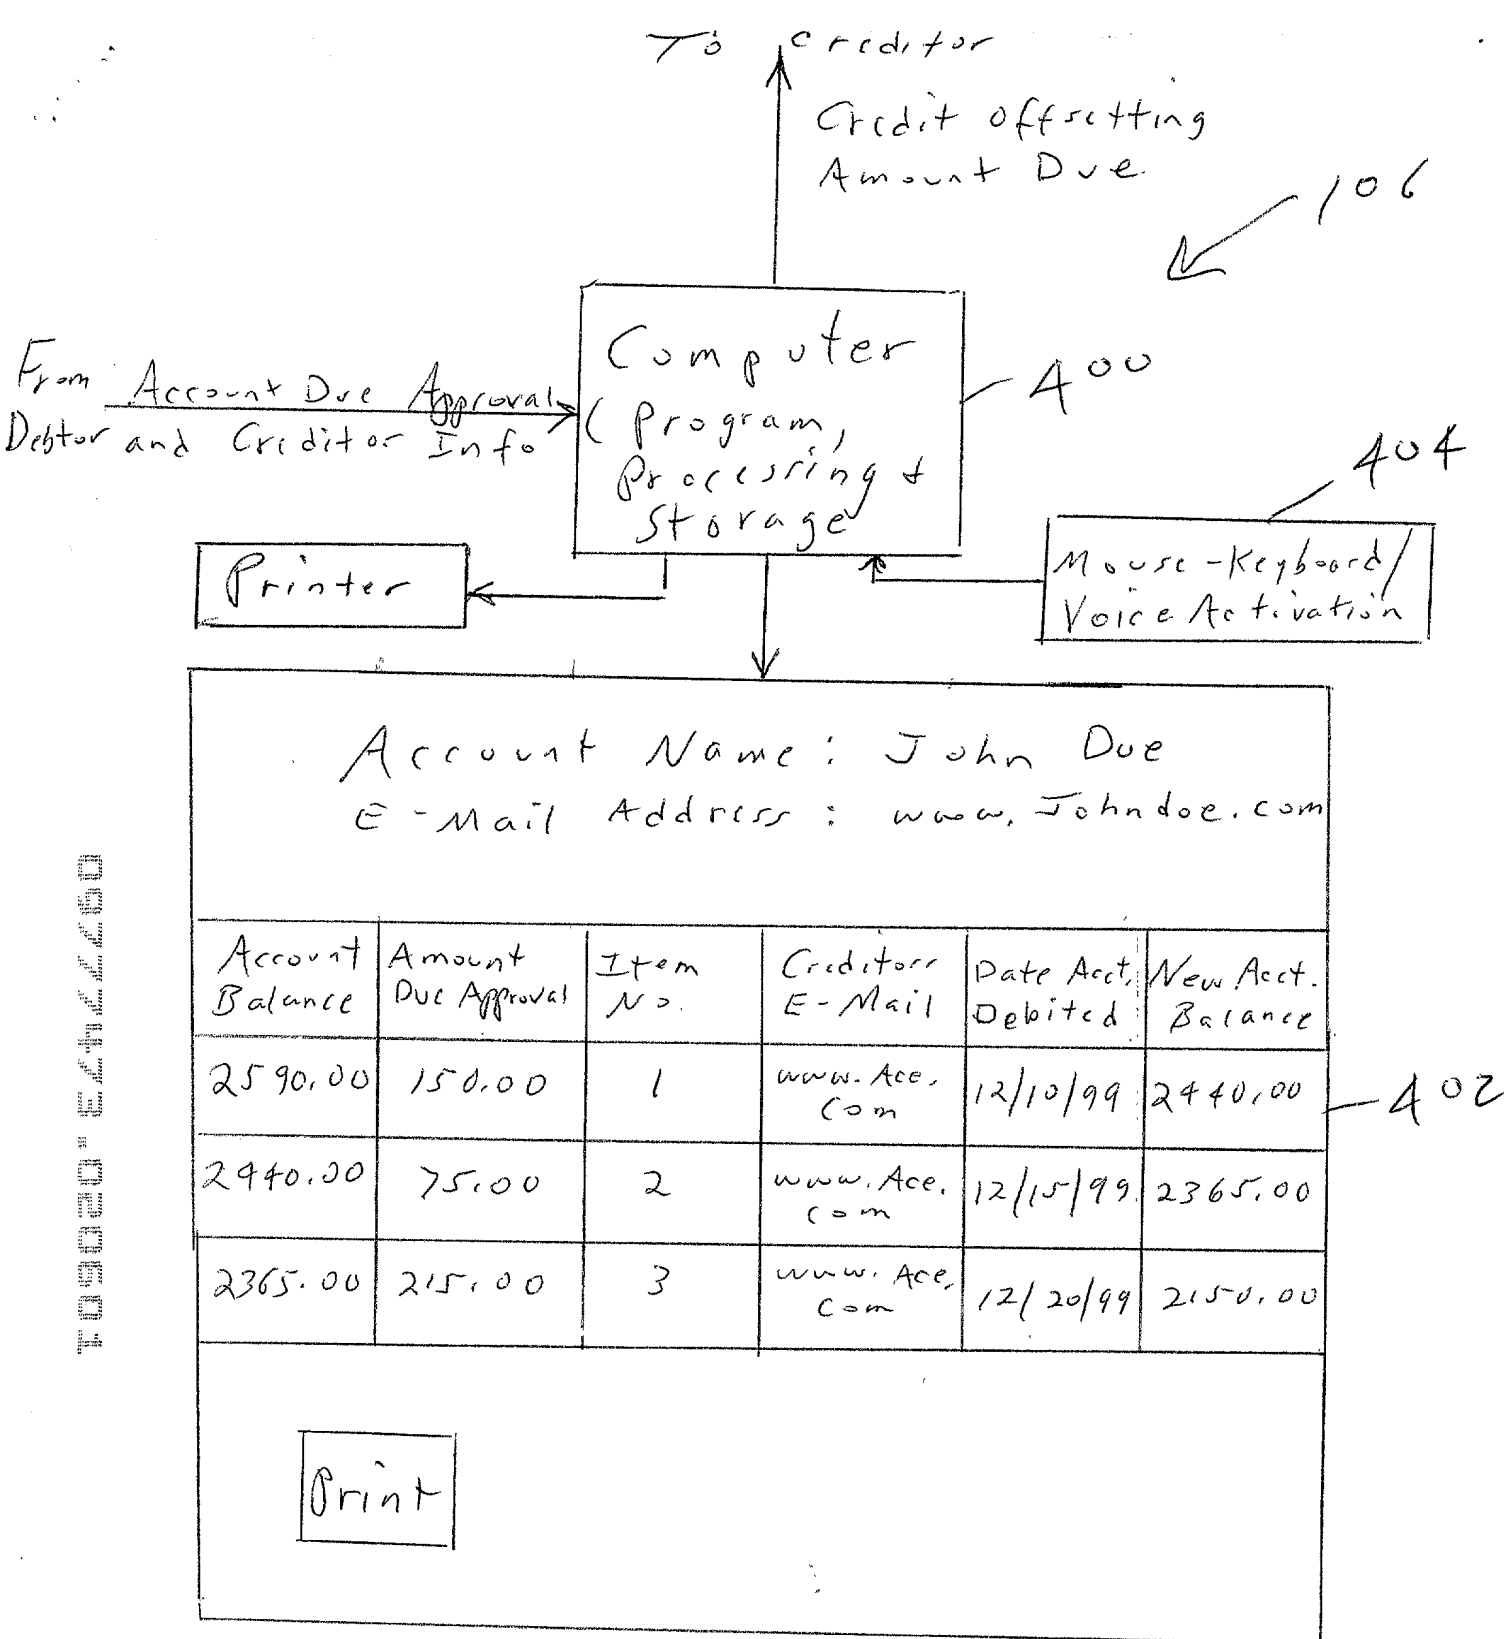 To Creditor
Credit Offsetting
Amount Due
106
From Account Due Approval
Debtor and Creditor Info
Computer
(Program,
Processing +
Storage
400
404
Printer
Mouse-Keyboard/
Voice Activation
Account Name: John Due
E-Mail Address: www.Johndoe.com
Account Balance | Amount Due Approval | Item No. | Creditors E-Mail | Date Acct. Debited | New Acct. Balance
2590.00 | 150.00 | 1 | www.Ace.com | 12/10/99 | 2440.00
2440.00 | 75.00 | 2 | www.Ace.com | 12/15/99 | 2365.00
2365.00 | 215.00 | 3 | www.Ace.com | 12/20/99 | 2150.00
402
Print
09774773.020601